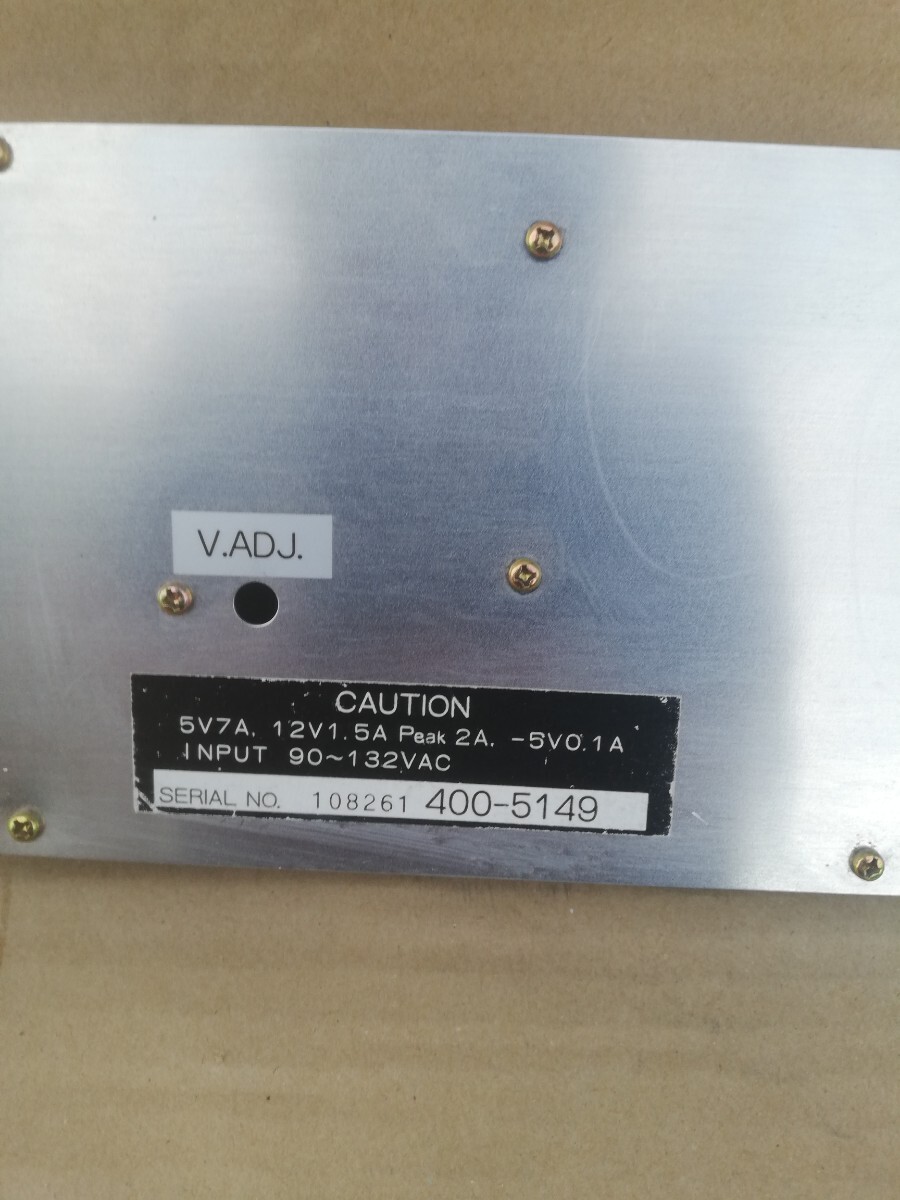 V.ADJ.
CAUTION
5V7A, 12V1.5A Peak 2A, -5V0.1A
INPUT 90~132VAC
SERIAL NO. 108261 400-5149